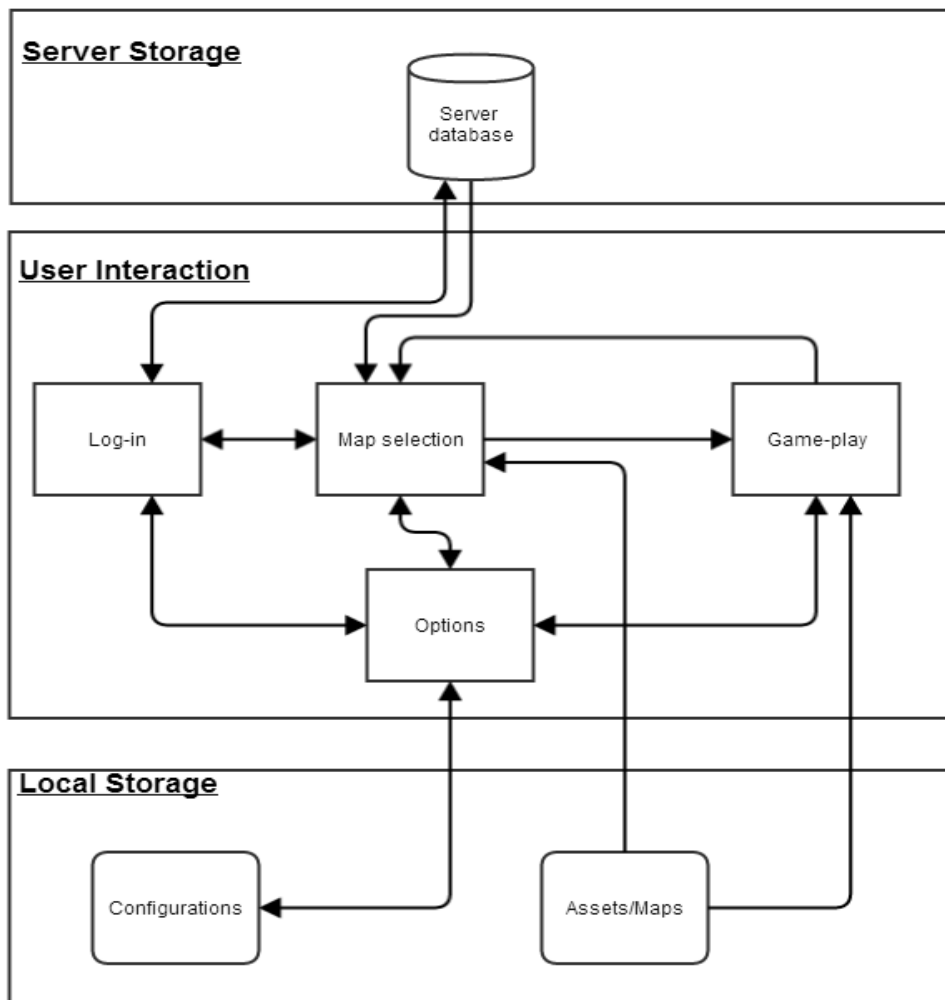 Server Storage
Server
database
User Interaction
Log-in
Map selection
Game-play
Options
Local Storage
Configurations
Assets/Maps